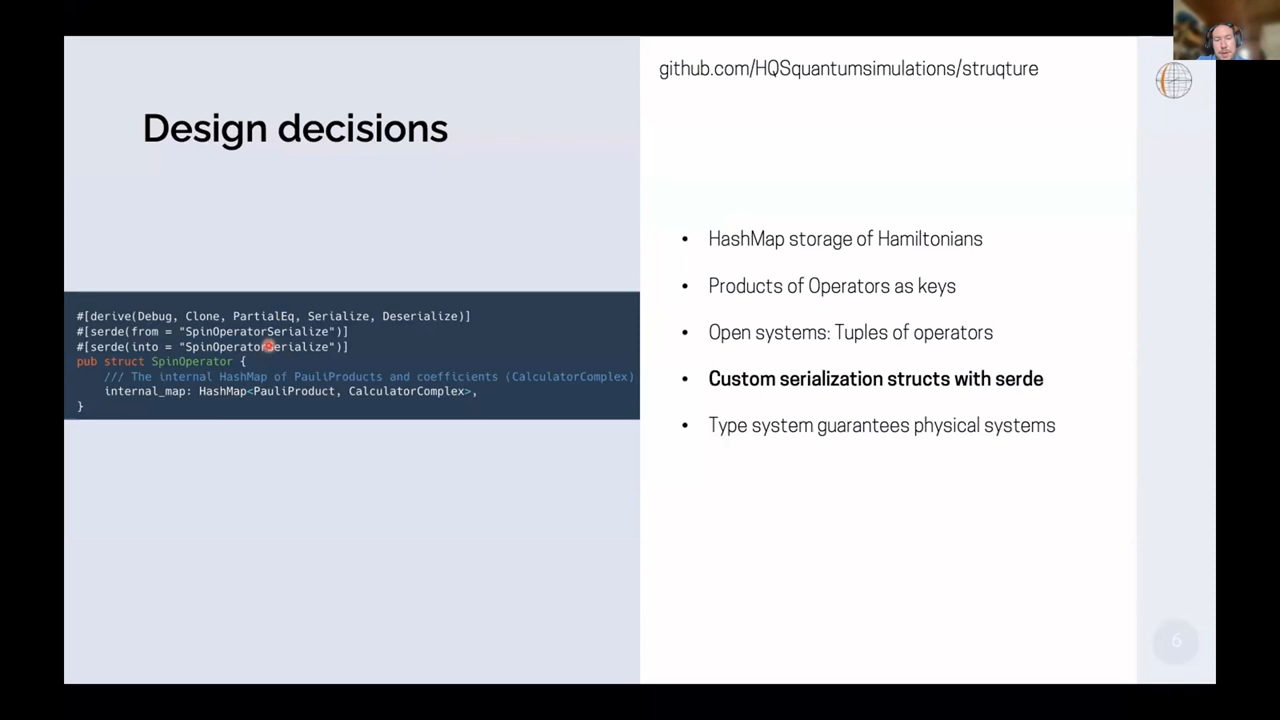 github.com/HQSquantumsimulations/struqture
Design decisions
#[derive(Debug, Clone, PartialEq, Serialize, Deserialize)]
#[serde(from = "SpinOperatorSerialize")]
#[serde(into = "SpinOperatorSerialize")]
pub struct SpinOperator {
/// The internal HashMap of PauliProducts and coefficients (CalculatorComplex)
internal_map: HashMap<PauliProduct, CalculatorComplex>,
}
• HashMap storage of Hamiltonians
• Products of Operators as keys
• Open systems: Tuples of operators
• Custom serialization structs with serde
• Type system guarantees physical systems
6